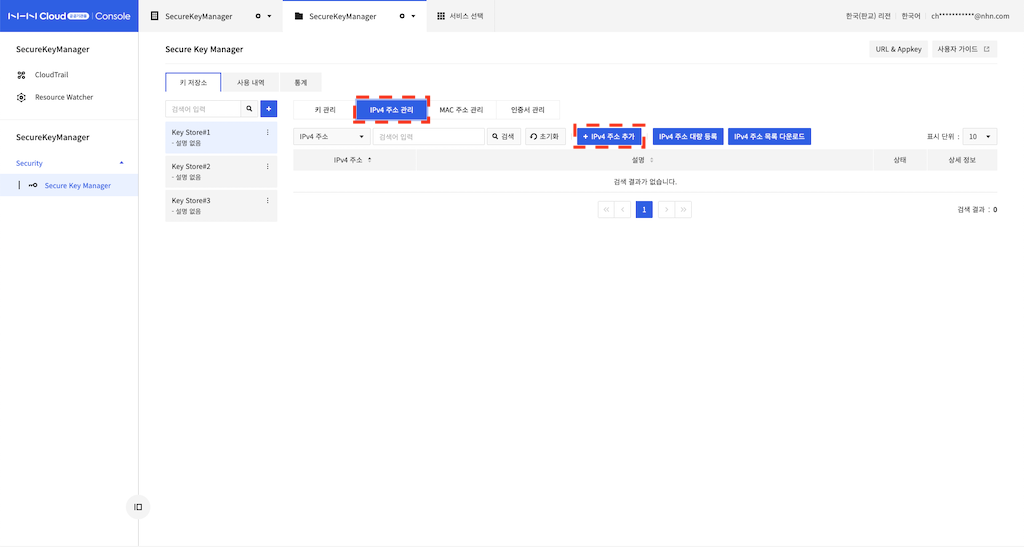 NHN Cloud 공공기관용 Console
SecureKeyManager
SecureKeyManager
서비스 선택
한국(판교) 리전
한국어
ch***********@nhn.com
SecureKeyManager
CloudTrail
Resource Watcher
SecureKeyManager
Security
Secure Key Manager
Secure Key Manager
URL & Appkey
사용자 가이드
키 저장소
사용 내역
통계
검색어 입력
+
Key Store#1
- 설명 없음
Key Store#2
- 설명 없음
Key Store#3
- 설명 없음
키 관리
IPv4 주소 관리
MAC 주소 관리
인증서 관리
IPv4 주소
검색어 입력
검색
초기화
+ IPv4 주소 추가
IPv4 주소 대량 등록
IPv4 주소 목록 다운로드
표시 단위 : 10
IPv4 주소
설명
상태
상세 정보
검색 결과가 없습니다.
1
검색 결과 : 0